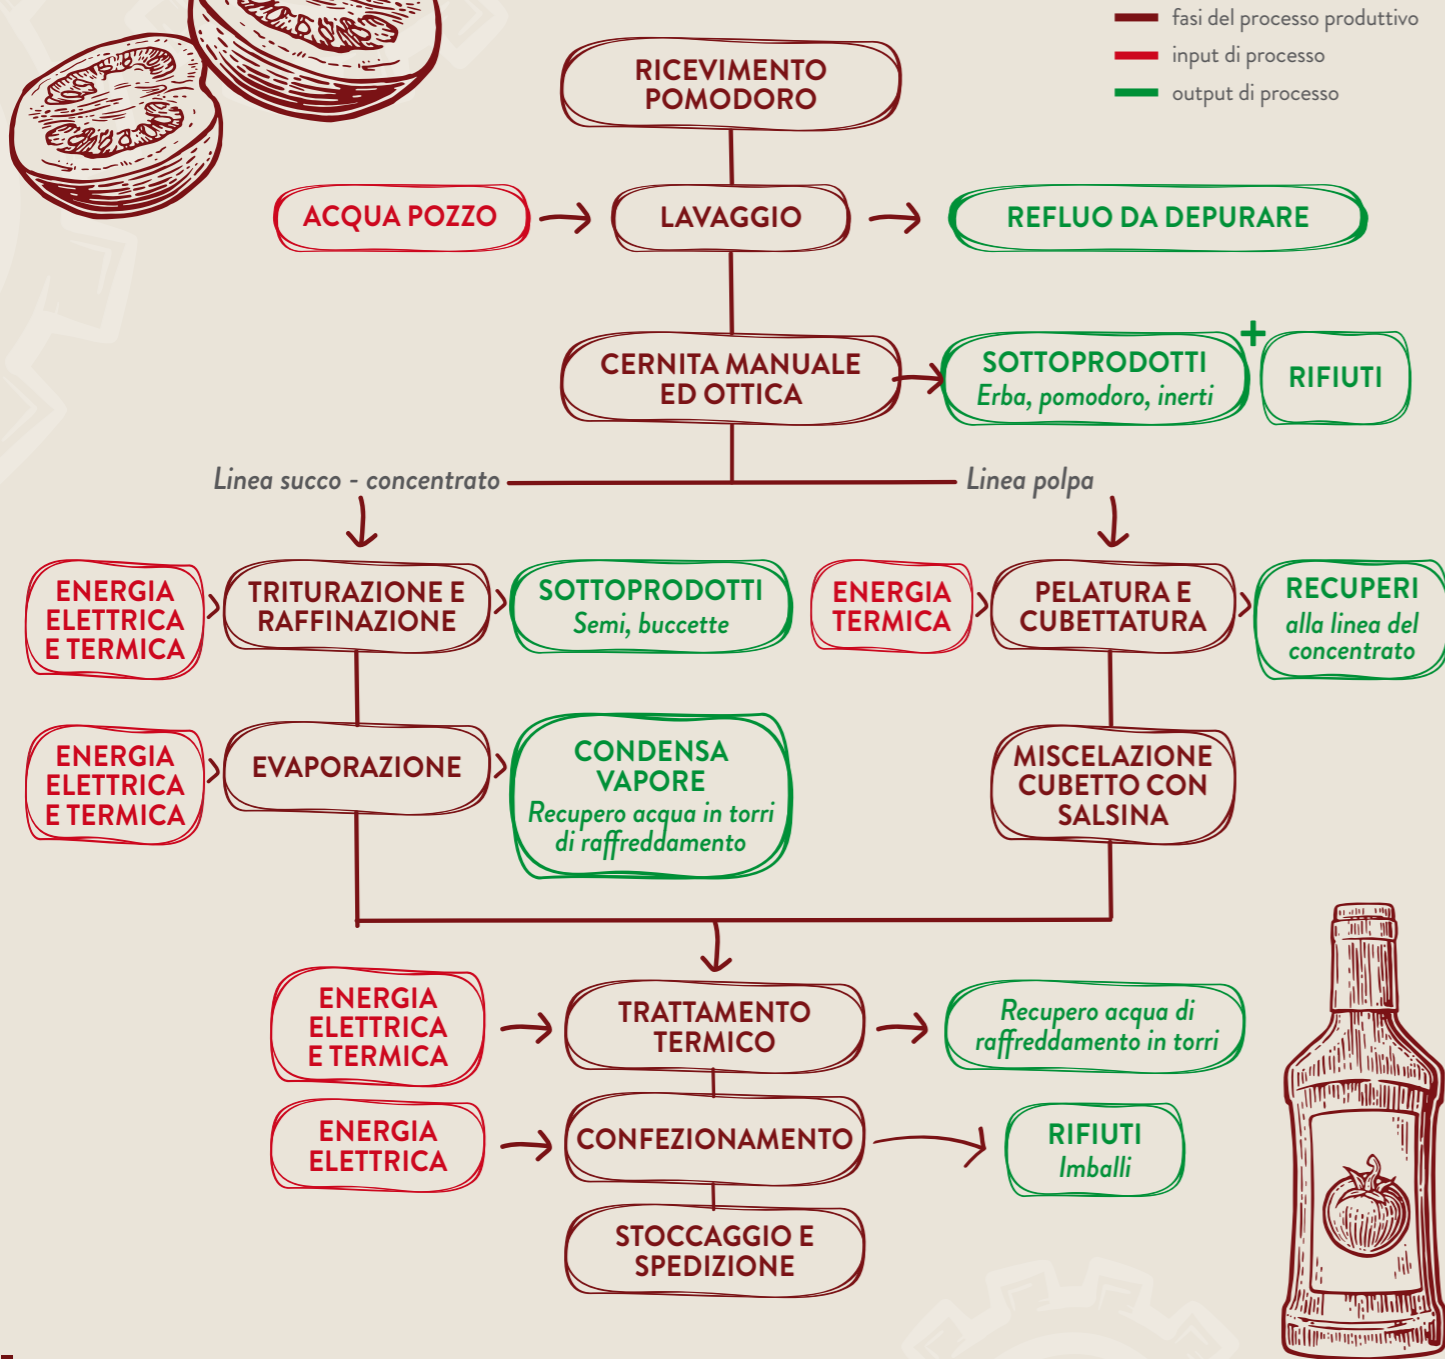 fasi del processo produttivo
input di processo
output di processo
RICEVIMENTO
POMODORO
ACQUA POZZO
LAVAGGIO
REFLUO DA DEPURARE
CERNITA MANUALE
ED OTTICA
SOTTOPRODOTTI
Erba, pomodoro, inerti
+
RIFIUTI
Linea succo - concentrato
Linea polpa
ENERGIA
ELETTRICA
E TERMICA
TRITURAZIONE E
RAFFINAZIONE
SOTTOPRODOTTI
Semi, buccette
ENERGIA
TERMICA
PELATURA E
CUBETTATURA
RECUPERI
alla linea del
concentrato
ENERGIA
ELETTRICA
E TERMICA
EVAPORAZIONE
CONDENSA
VAPORE
Recupero acqua in torri
di raffreddamento
MISCELAZIONE
CUBETTO CON
SALSINA
ENERGIA
ELETTRICA
E TERMICA
TRATTAMENTO
TERMICO
Recupero acqua di
raffreddamento in torri
ENERGIA
ELETTRICA
CONFEZIONAMENTO
RIFIUTI
Imballi
STOCCAGGIO E
SPEDIZIONE